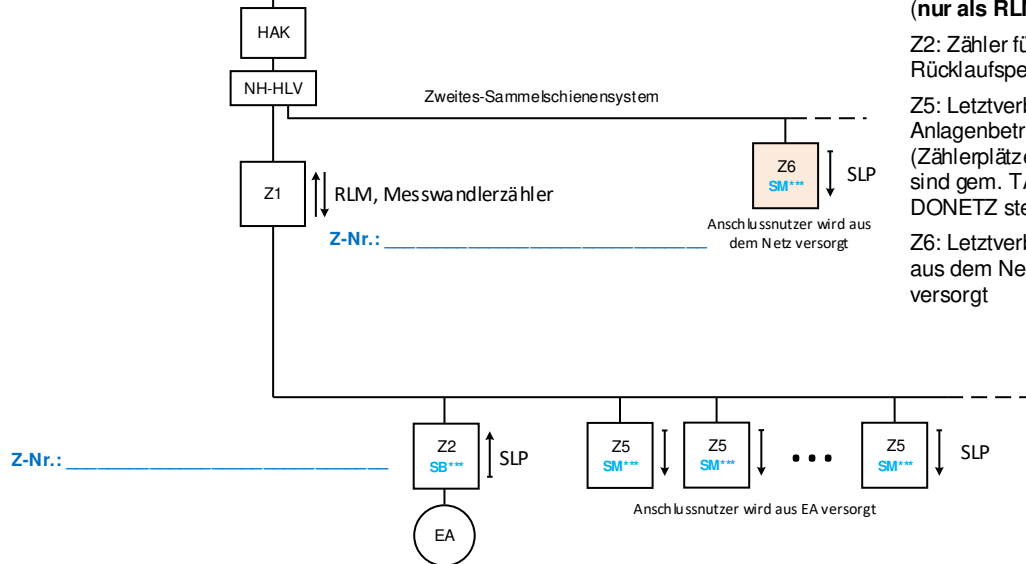 HAK
NH-HLV
Zweites-Sammelschienensystem
Z1
RLM, Messwandlerzähler
Z-Nr.: ___________________________________
Z6
SM***
SLP
Anschlussnutzer wird aus
dem Netz versorgt
(nur als RLM
Z2: Zähler fü
Rücklaufspe
Z5: Letztverb
Anlagenbetr
(Zählerplätze
sind gem. TA
DONETZ ste
Z6: Letztverb
aus dem Ne
versorgt
Z-Nr.: ___________________________________
Z2
SB***
SLP
Z5
SM***
Z5
SM***
•••
Z5
SM***
SLP
Anschlussnutzer wird aus EA versorgt
EA